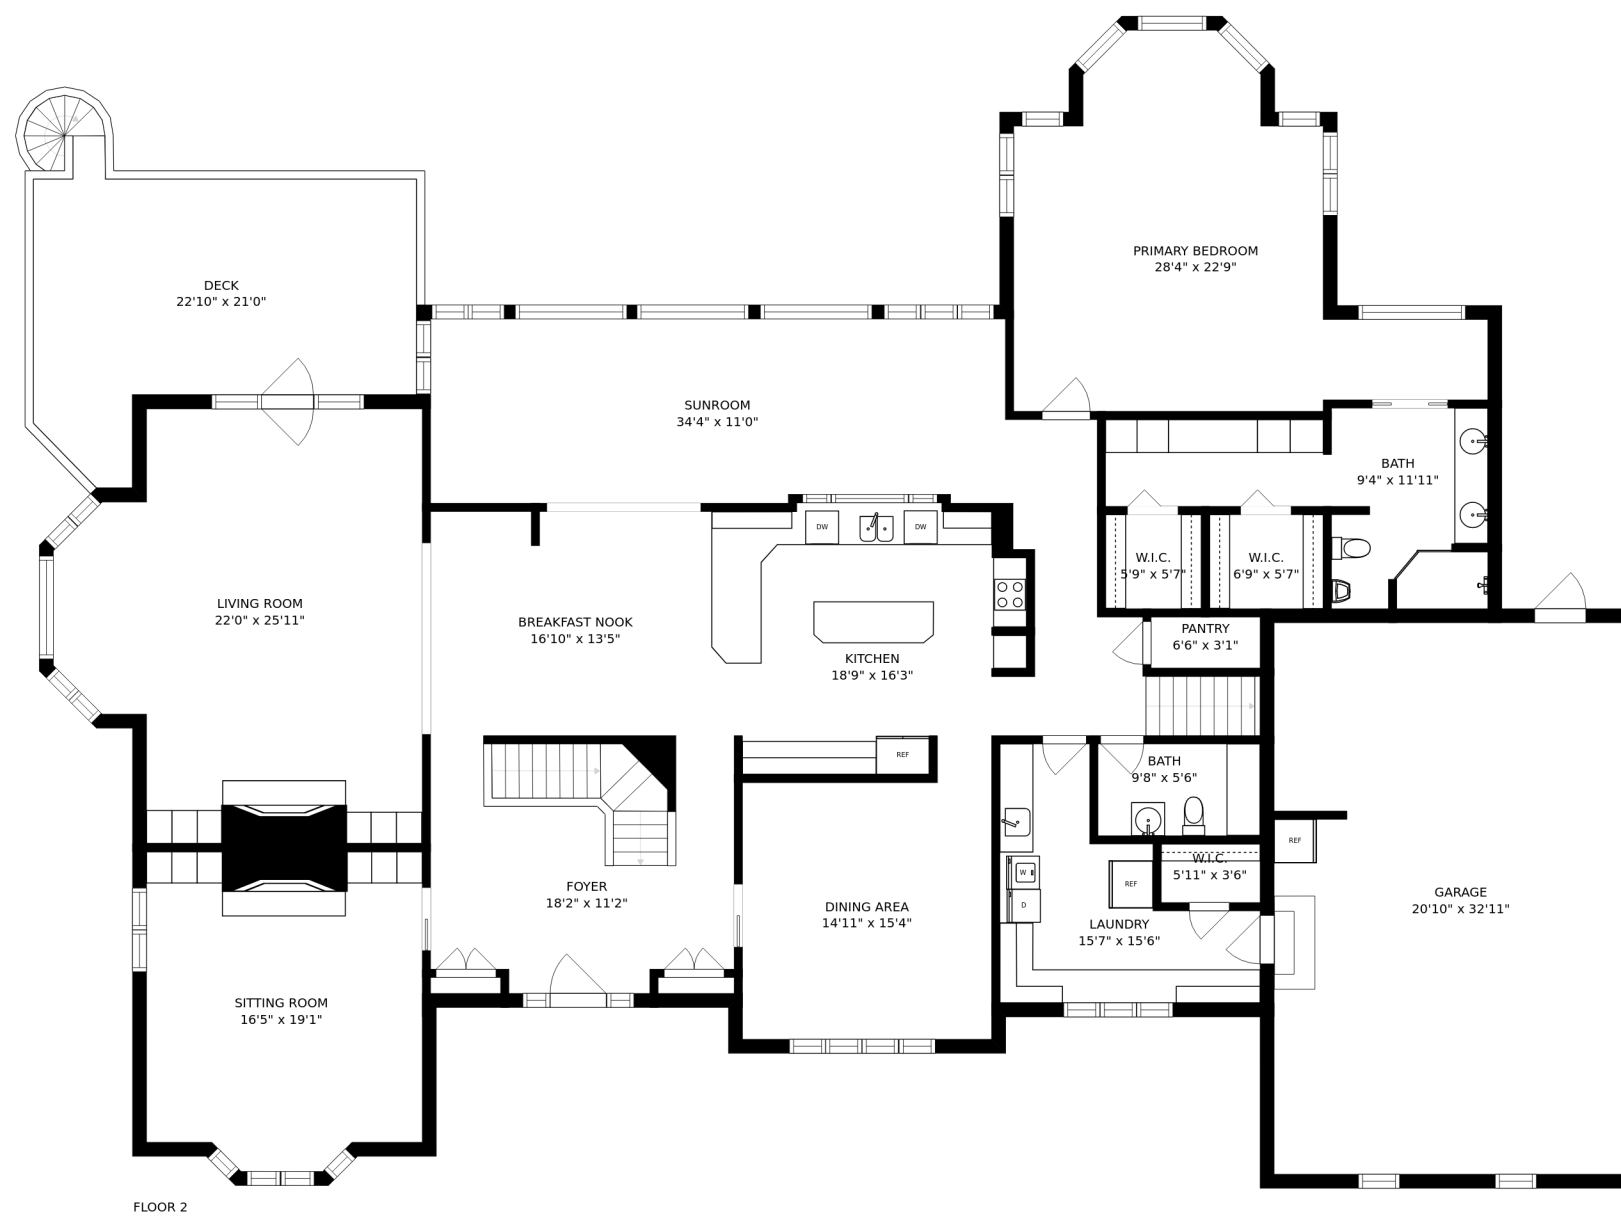 PRIMARY BEDROOM
28'4" x 22'9"
DECK
22'10" x 21'0"
SUNROOM
34'4" x 11'0"
BATH
9'4" x 11'11"
DW
DW
W.I.C.
5'9" x 5'7"
W.I.C.
6'9" x 5'7"
LIVING ROOM
22'0" x 25'11"
BREAKFAST NOOK
16'10" x 13'5"
KITCHEN
18'9" x 16'3"
PANTRY
6'6" x 3'1"
REF
BATH
9'8" x 5'6"
REF
W.I.C.
5'11" x 3'6"
W
D
REF
FOYER
18'2" x 11'2"
DINING AREA
14'11" x 15'4"
LAUNDRY
15'7" x 15'6"
GARAGE
20'10" x 32'11"
SITTING ROOM
16'5" x 19'1"
FLOOR 2